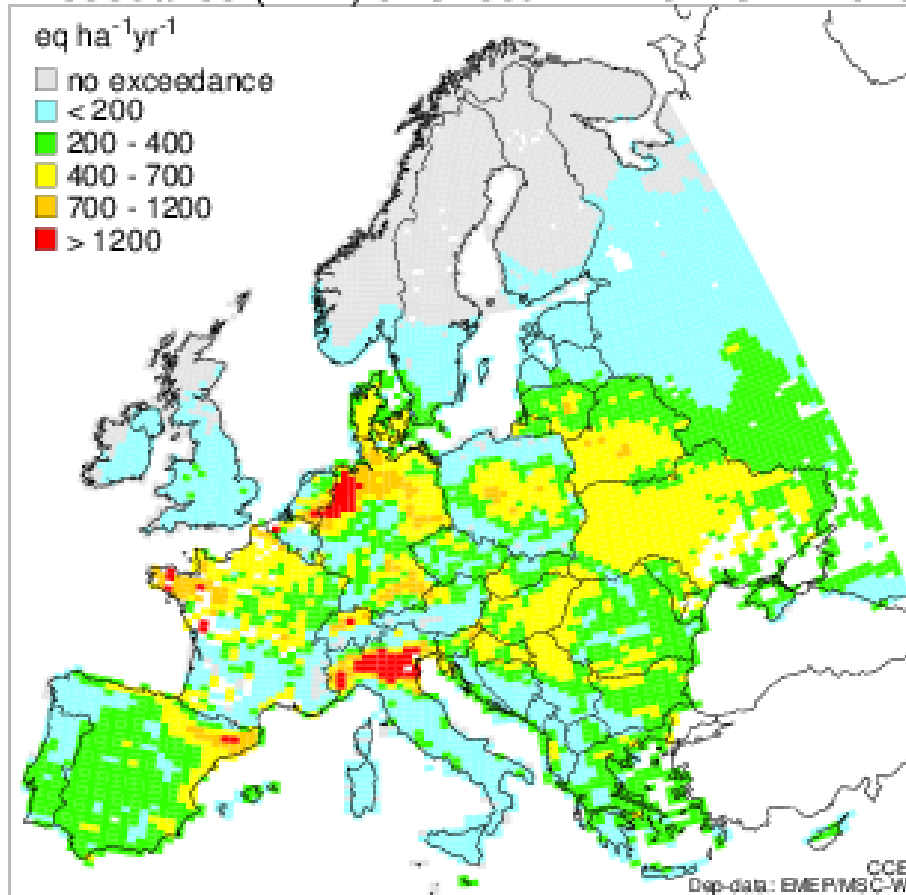 eq ha⁻¹yr⁻¹
no exceedance
< 200
200 - 400
400 - 700
700 - 1200
> 1200
CCE
Dep-data: EMEP/MSC-W